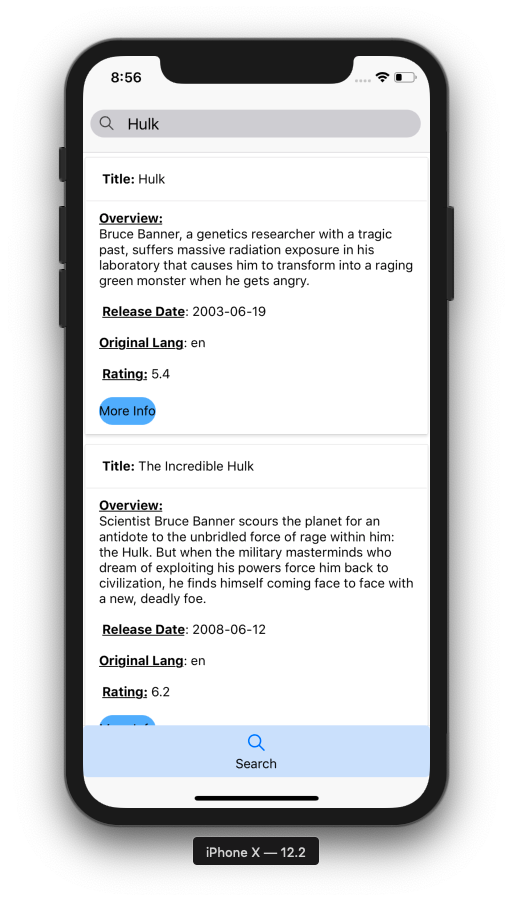 8:56
Hulk
Title: Hulk
Overview:
Bruce Banner, a genetics researcher with a tragic
past, suffers massive radiation exposure in his
laboratory that causes him to transform into a raging
green monster when he gets angry.
Release Date: 2003-06-19
Original Lang: en
Rating: 5.4
More Info
Title: The Incredible Hulk
Overview:
Scientist Bruce Banner scours the planet for an
antidote to the unbridled force of rage within him:
the Hulk. But when the military masterminds who
dream of exploiting his powers force him back to
civilization, he finds himself coming face to face with
a new, deadly foe.
Release Date: 2008-06-12
Original Lang: en
Rating: 6.2
Search
iPhone X — 12.2